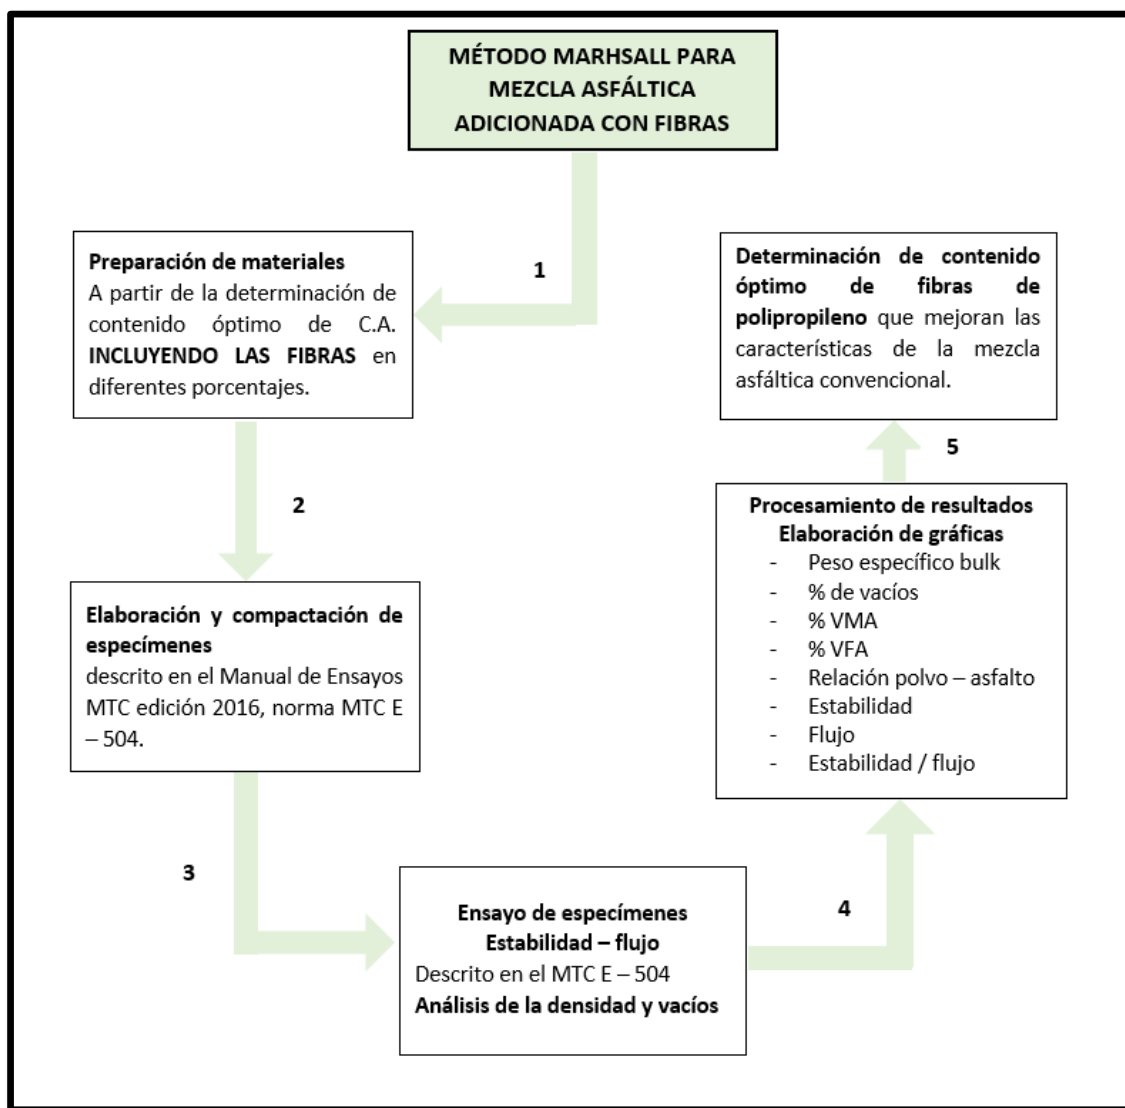 MÉTODO MARHSALL PARA
MEZCLA ASFÁLTICA
ADICIONADA CON FIBRAS
1
Preparación de materiales
A partir de la determinación de
contenido óptimo de C.A.
INCLUYENDO LAS FIBRAS en
diferentes porcentajes.
2
Elaboración y compactación de
especímenes
descrito en el Manual de Ensayos
MTC edición 2016, norma MTC E
– 504.
3
Ensayo de especímenes
Estabilidad – flujo
Descrito en el MTC E – 504
Análisis de la densidad y vacíos
4
Procesamiento de resultados
Elaboración de gráficas
- Peso específico bulk
- % de vacíos
- % VMA
- % VFA
- Relación polvo – asfalto
- Estabilidad
- Flujo
- Estabilidad / flujo
5
Determinación de contenido
óptimo de fibras de
polipropileno que mejoran las
características de la mezcla
asfáltica convencional.